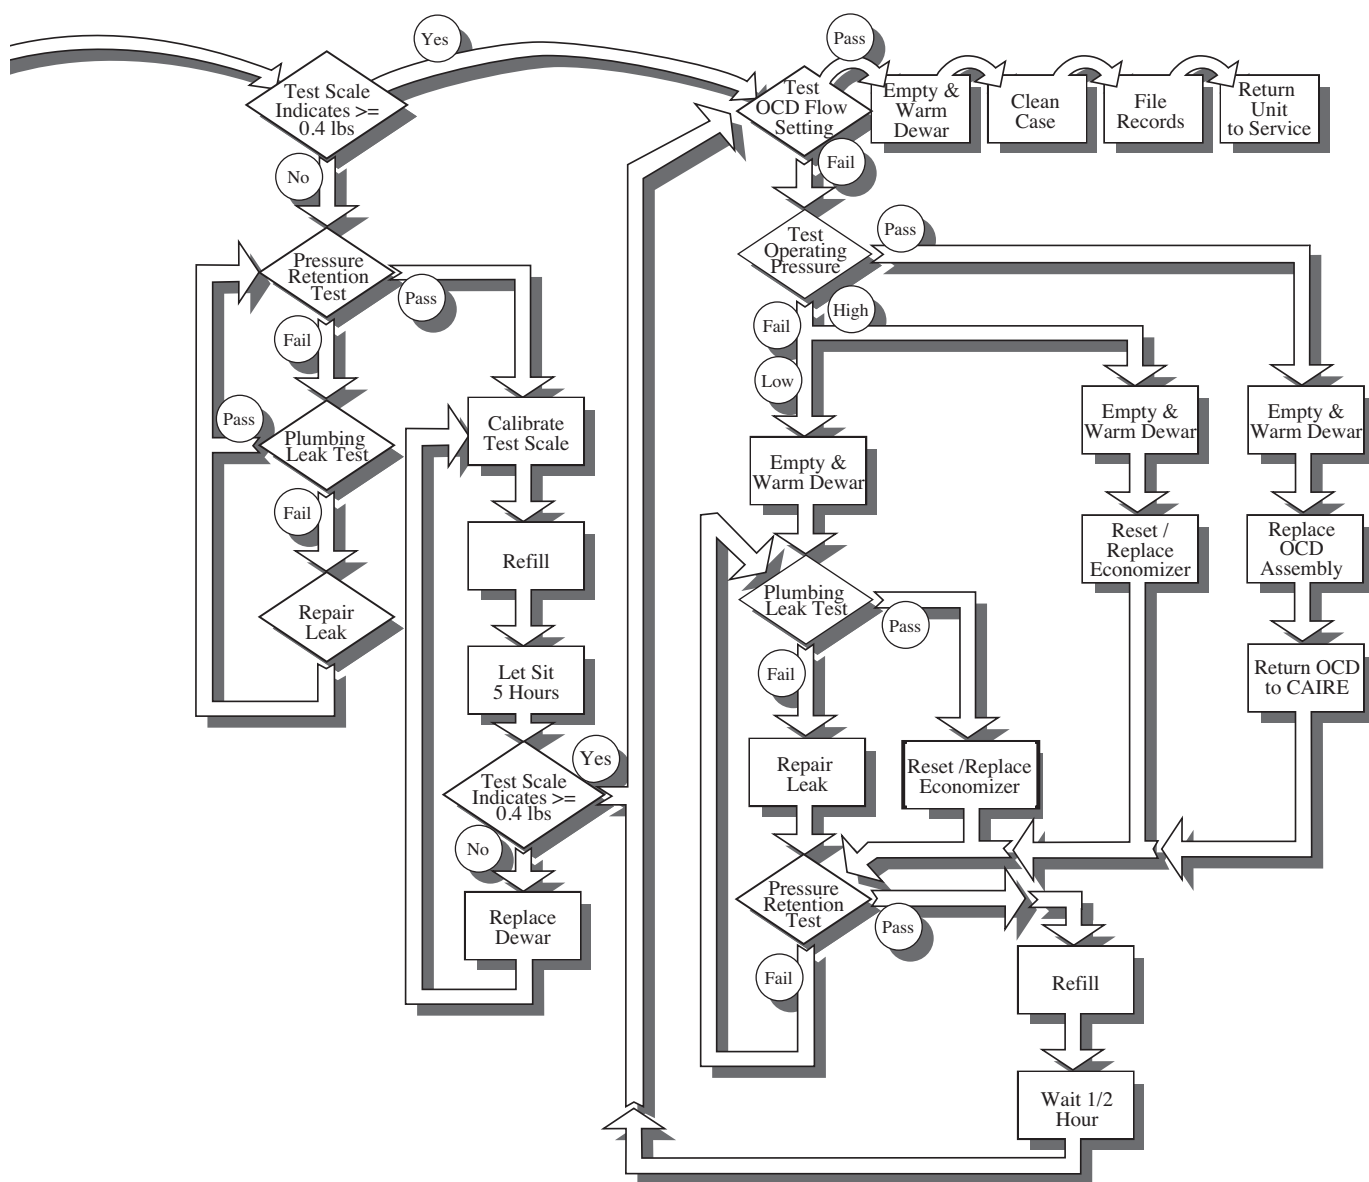 Yes
Test Scale
Indicates >=
0.4 lbs
No
Pressure
Retention
Test
Pass
Fail
Pass
Plumbing
Leak Test
Fail
Repair
Leak
Calibrate
Test Scale
Refill
Let Sit
5 Hours
Yes
Test Scale
Indicates >=
0.4 lbs
No
Replace
Dewar
Pass
Test
OCD Flow
Setting
Empty &
Warm
Dewar
Clean
Case
File
Records
Return
Unit
to Service
Fail
Test
Operating
Pressure
Pass
High
Fail
Low
Empty &
Warm Dewar
Plumbing
Leak Test
Pass
Fail
Repair
Leak
Reset /Replace
Economizer
Pressure
Retention
Test
Pass
Fail
Empty &
Warm Dewar
Reset /
Replace
Economizer
Empty &
Warm Dewar
Replace
OCD
Assembly
Return OCD
to CAIRE
Refill
Wait 1/2
Hour